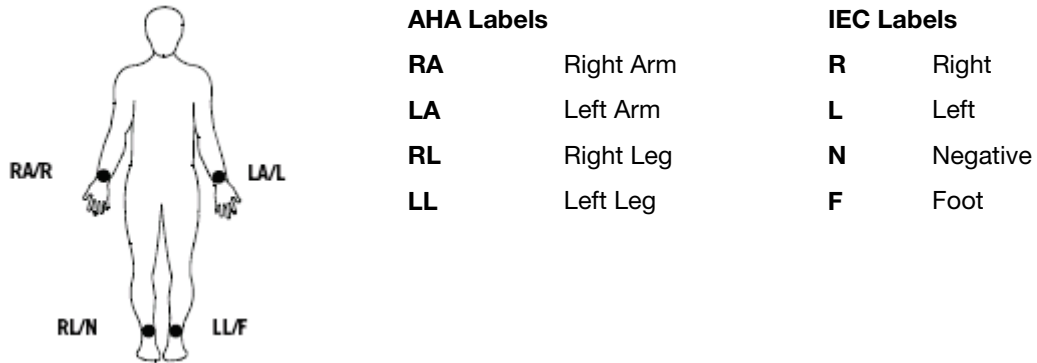 AHA Labels IEC Labels
RA Right Arm R Right
LA Left Arm L Left
RL Right Leg N Negative
LL Left Leg F Foot
RA/R LA/L
RL/N LL/F